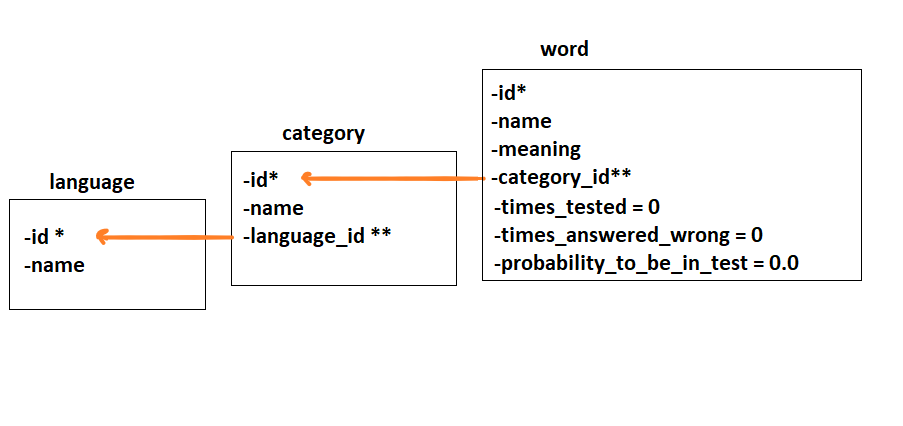 language
-id *
-name
category
-id*
-name
-language_id **
word
-id*
-name
-meaning
-category_id**
-times_tested = 0
-times_answered_wrong = 0
-probability_to_be_in_test = 0.0